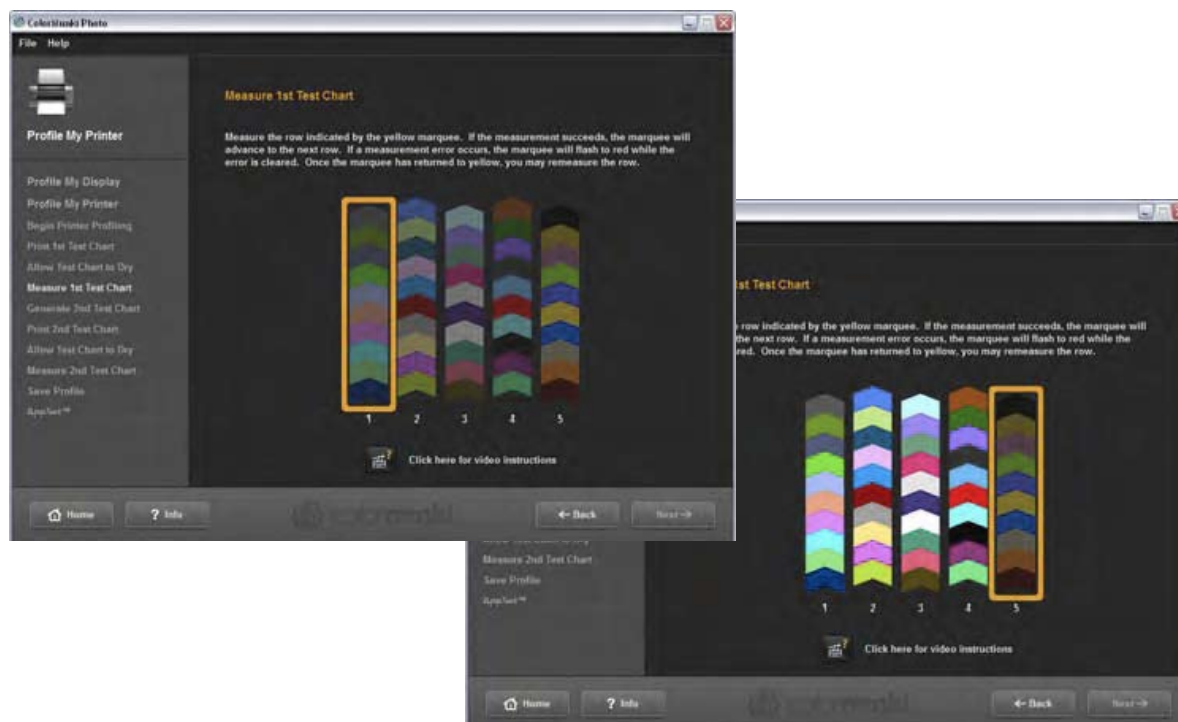 ColorMunki Photo
File Help
Profile My Printer
Profile My Display
Profile My Printer
Begin Printer Profiling
Print 1st Test Chart
Allow Test Chart to Dry
Measure 1st Test Chart
Generate 2nd Test Chart
Print 2nd Test Chart
Allow Test Chart to Dry
Measure 2nd Test Chart
Save Profile
AppSet™
Measure 1st Test Chart
Measure the row indicated by the yellow marquee. If the measurement succeeds, the marquee will
advance to the next row. If a measurement error occurs, the marquee will flash to red while the
error is cleared. Once the marquee has returned to yellow, you may remeasure the row.
1 2 3 4 5
Click here for video instructions
Home ? Info colormunki Back Next
1st Test Chart
row indicated by the yellow marquee. If the measurement succeeds, the marquee will
the next row. If a measurement error occurs, the marquee will flash to red while the
red. Once the marquee has returned to yellow, you may remeasure the row.
1 2 3 4 5
Click here for video instructions
Measure 2nd Test Chart
Save Profile
AppSet™
Home ? Info colormunki Back Next